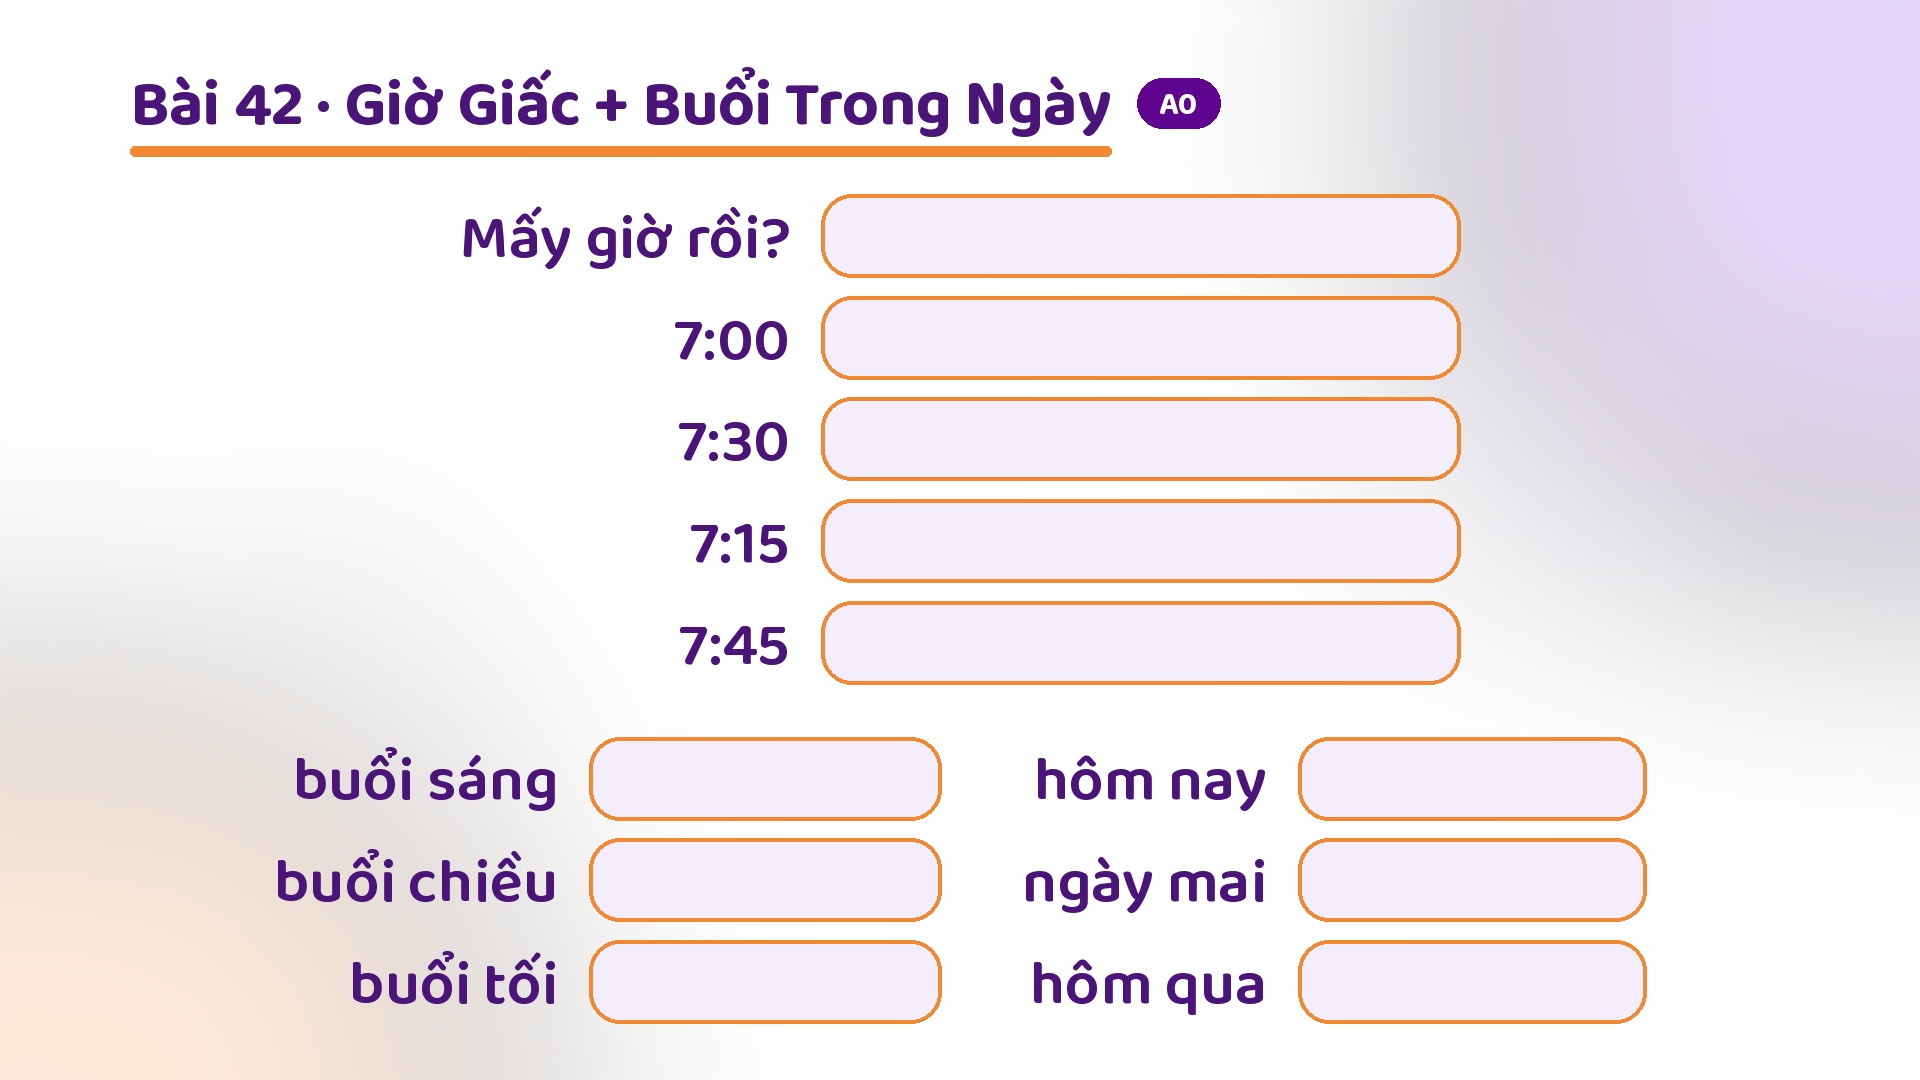 Bài 42 · Giờ Giấc + Buổi Trong Ngày A0
Mấy giờ rồi?
7:00
7:30
7:15
7:45
buổi sáng
hôm nay
buổi chiều
ngày mai
buổi tối
hôm qua